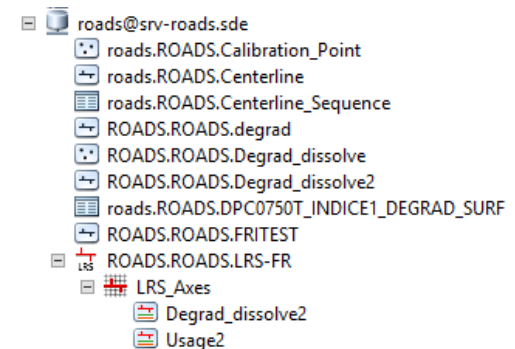 roads@srv-roads.sde
roads.ROADS.Calibration_Point
roads.ROADS.Centerline
roads.ROADS.Centerline_Sequence
ROADS.ROADS.degrad
ROADS.ROADS.Degrad_dissolve
ROADS.ROADS.Degrad_dissolve2
roads.ROADS.DPC0750T_INDICE1_DEGRAD_SURF
ROADS.ROADS.FRITEST
LRS ROADS.ROADS.LRS-FR
LRS_Axes
Degrad_dissolve2
Usage2